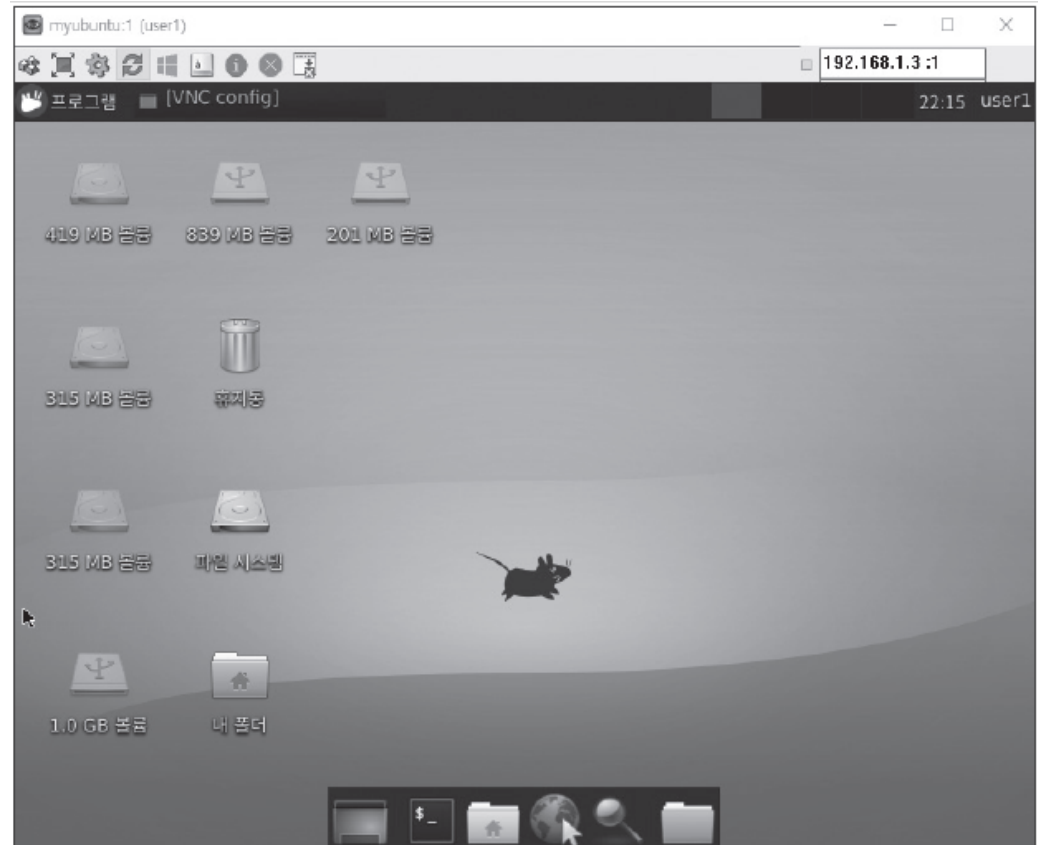 myubuntu:1 (user1)
192.168.1.3 :1
프로그램 [VNC config] 22:15 user1
419 MB 볼륨 839 MB 볼륨 201 MB 볼륨
315 MB 볼륨 휴지통
315 MB 볼륨 파일 시스템
1.0 GB 볼륨 내 폴더
$_